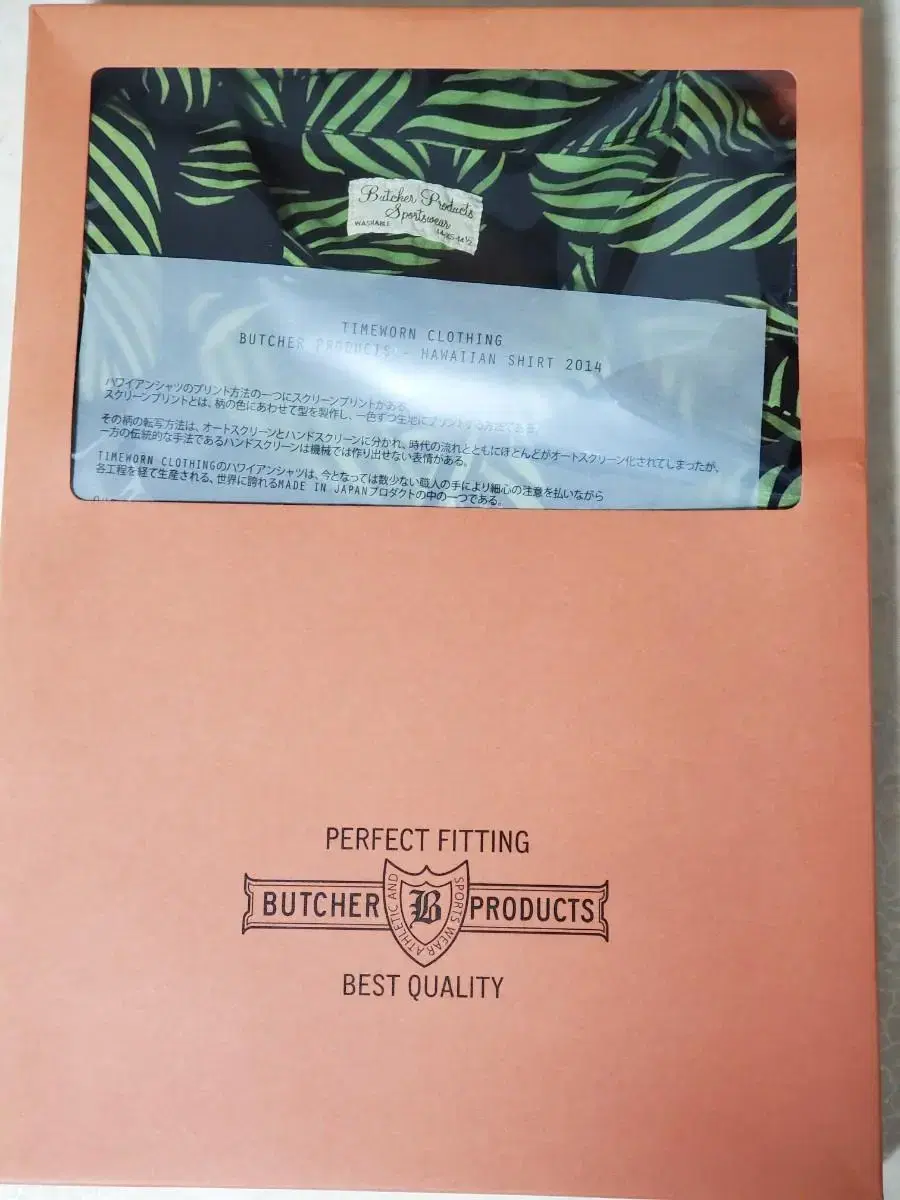 Butcher Products
Sportswear
WASHABLE
TIMEWORN CLOTHING
BUTCHER PRODUCTS - HAWAIIAN SHIRT 2014
ハワイアンシャツのプリント方法の一つにスクリーンプリントがある。
スクリーンプリントとは、柄の色にあわせて型を製作し、一色ずつ生地にプリントする方法である。
その柄の転写方法は、オートスクリーンとハンドスクリーンに分かれ、時代の流れとともにほとんどがオートスクリーン化されてしまったが、
一方の伝統的な手法であるハンドスクリーンは機械では作り出せない表情がある。
TIMEWORN CLOTHINGのハワイアンシャツは、今となっては数少ない職人の手により細心の注意を払いながら
各工程を経て生産される、世界に誇れるMADE IN JAPANプロダクトの中の一つである。
PERFECT FITTING
BUTCHER B PRODUCTS
ATHLETIC AND SPORTS WEAR
BEST QUALITY